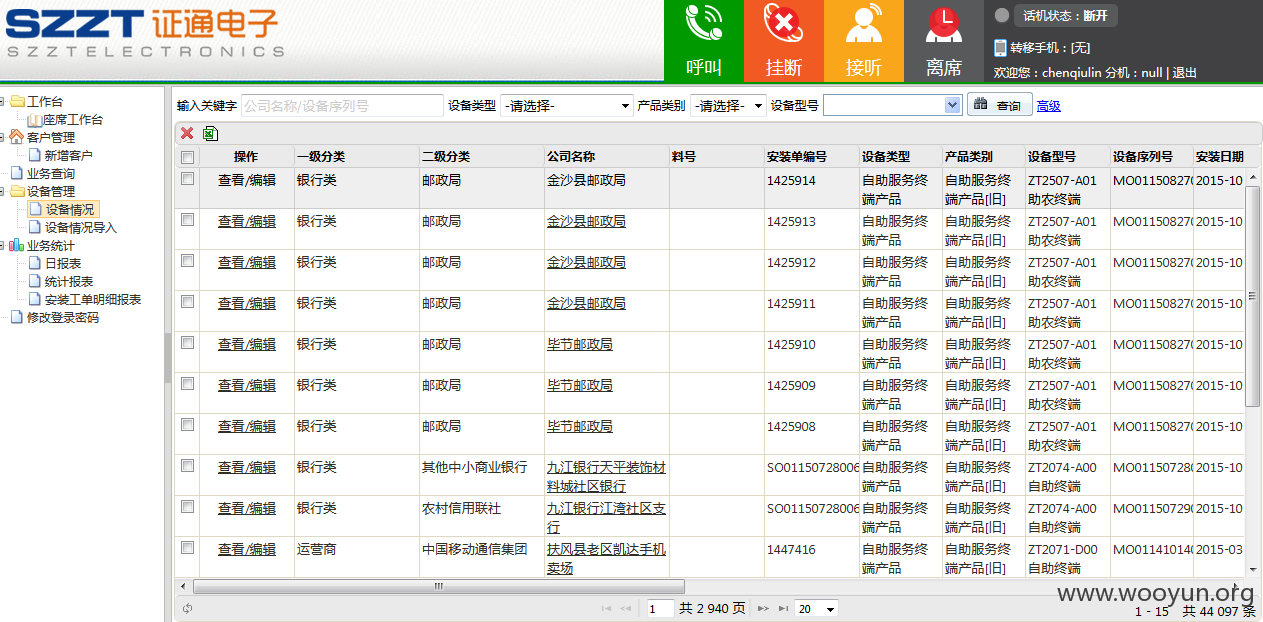 SZZT 证通电子
SZZTELECTRONICS
呼叫 挂断 接听 离席
话机状态：断开
转移手机：[无]
欢迎您：chenqiulin 分机：null | 退出
工作台
座席工作台
客户管理
新增客户
业务查询
设备管理
设备情况
设备情况导入
业务统计
日报表
统计报表
安装工单明细报表
修改登录密码
输入关键字 公司名称/设备序列号 设备类型 -请选择- 产品类别 -请选择- 设备型号 查询 高级
操作 一级分类 二级分类 公司名称 料号 安装单编号 设备类型 产品类别 设备型号 设备序列号 安装日期
查看/编辑 银行类 邮政局 金沙县邮政局 1425914 自助服务终 自助服务终 ZT2507-A01 MO01150827 2015-10
端产品 端产品[旧] 助农终端
查看/编辑 银行类 邮政局 金沙县邮政局 1425913 自助服务终 自助服务终 ZT2507-A01 MO01150827 2015-10
端产品 端产品[旧] 助农终端
查看/编辑 银行类 邮政局 金沙县邮政局 1425912 自助服务终 自助服务终 ZT2507-A01 MO01150827 2015-10
端产品 端产品[旧] 助农终端
查看/编辑 银行类 邮政局 金沙县邮政局 1425911 自助服务终 自助服务终 ZT2507-A01 MO01150827 2015-10
端产品 端产品[旧] 助农终端
查看/编辑 银行类 邮政局 毕节邮政局 1425910 自助服务终 自助服务终 ZT2507-A01 MO01150827 2015-10
端产品 端产品[旧] 助农终端
查看/编辑 银行类 邮政局 毕节邮政局 1425909 自助服务终 自助服务终 ZT2507-A01 MO01150827 2015-10
端产品 端产品[旧] 助农终端
查看/编辑 银行类 邮政局 毕节邮政局 1425908 自助服务终 自助服务终 ZT2507-A01 MO01150827 2015-10
端产品 端产品[旧] 助农终端
查看/编辑 银行类 其他中小商业银行 九江银行天平装饰材 SO01150728006 自助服务终 自助服务终 ZT2074-A00 MO01150728 2015-10
料城社区银行 端产品 端产品[旧] 自助终端
查看/编辑 银行类 农村信用联社 九江银行江湾社区支 SO01150728006 自助服务终 自助服务终 ZT2074-A00 MO01150729 2015-10
行 端产品 端产品[旧] 自助终端
查看/编辑 运营商 中国移动通信集团 扶风县老区凯达手机 1447416 自助服务终 自助服务终 ZT2071-D00 MO01141014 2015-03
卖场 端产品 端产品[旧] 自助终端
www.wooyun.org
1 共 2 940 页 20 1 - 15 共 44 097 条